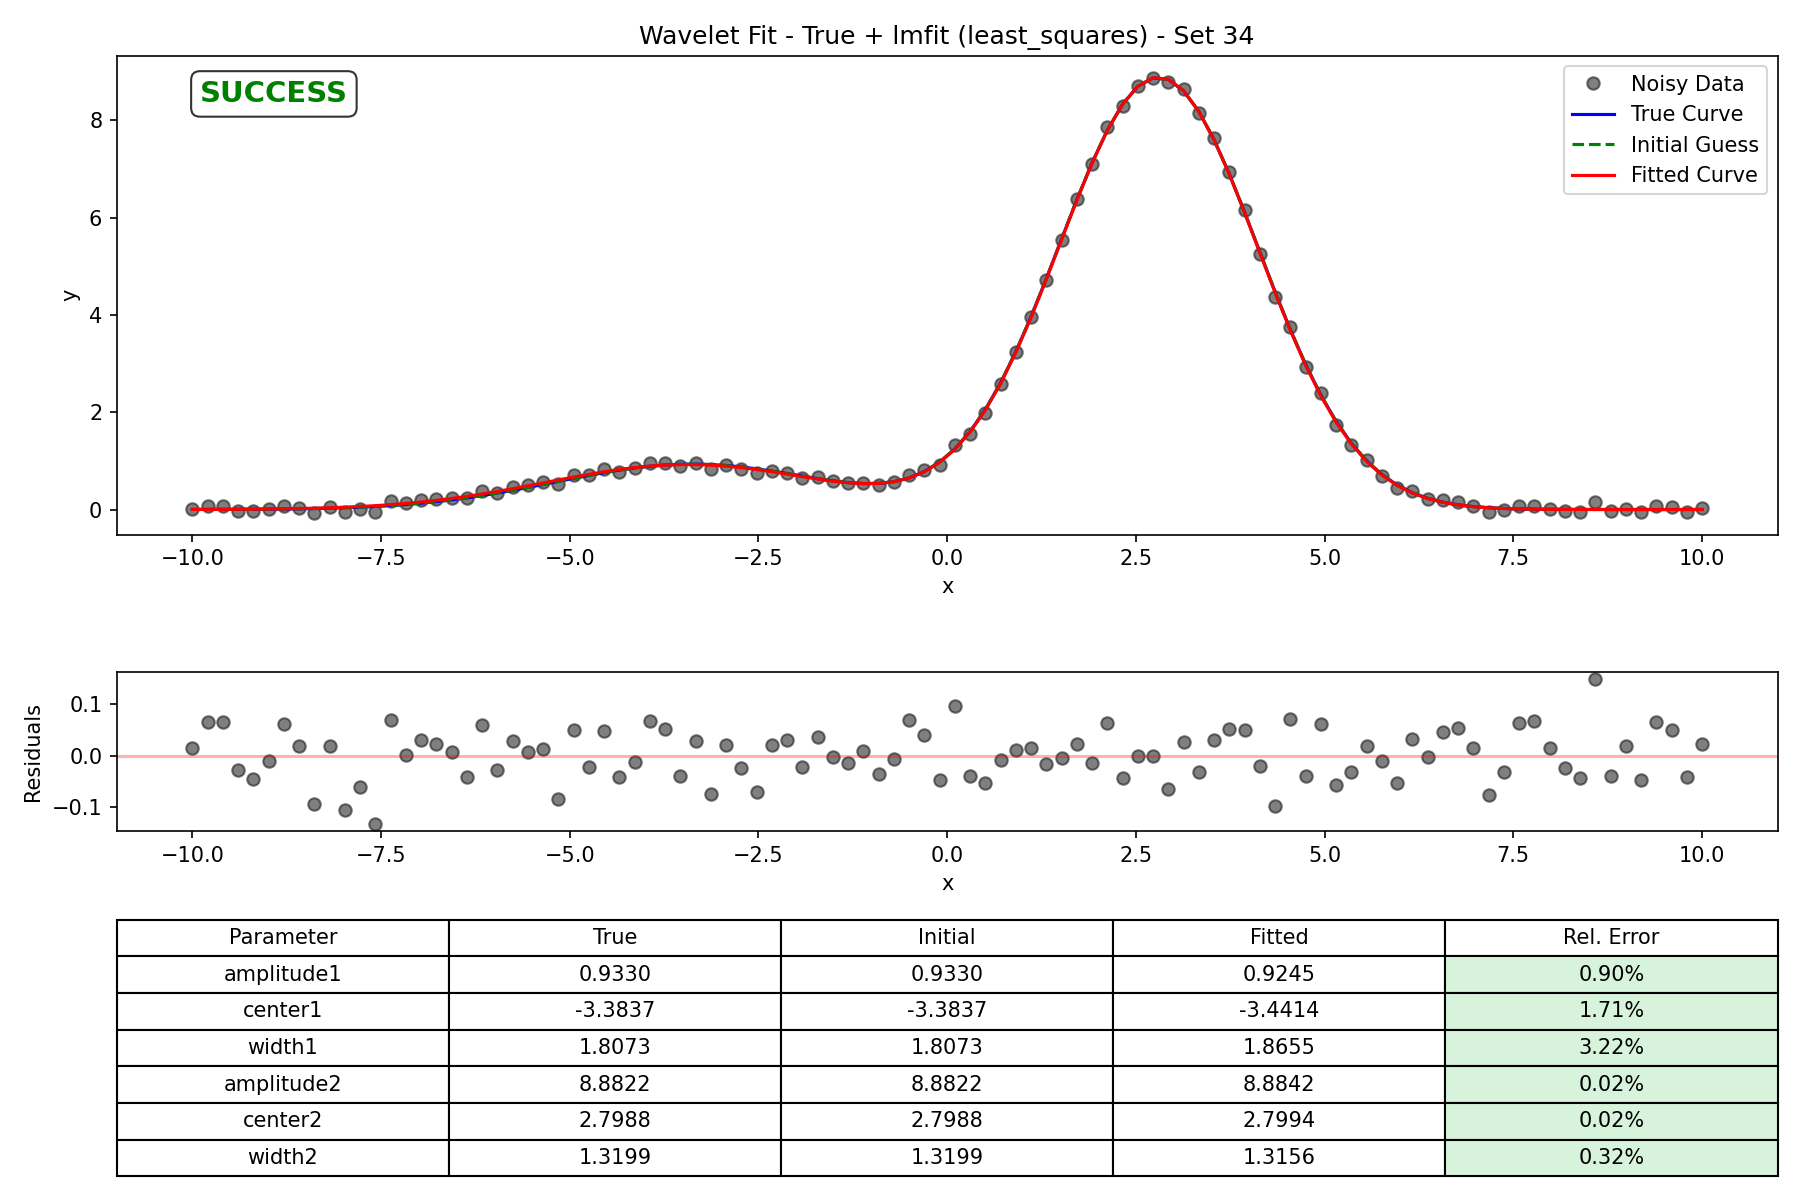 Wavelet Fit - True + lmfit (least_squares) - Set 34
SUCCESS
Noisy Data
True Curve
Initial Guess
Fitted Curve
y
8
6
4
2
0
−10.0 −7.5 −5.0 −2.5 0.0 2.5 5.0 7.5 10.0
x
Residuals
0.1
0.0
−0.1
−10.0 −7.5 −5.0 −2.5 0.0 2.5 5.0 7.5 10.0
x
Parameter True Initial Fitted Rel. Error
amplitude1 0.9330 0.9330 0.9245 0.90%
center1 -3.3837 -3.3837 -3.4414 1.71%
width1 1.8073 1.8073 1.8655 3.22%
amplitude2 8.8822 8.8822 8.8842 0.02%
center2 2.7988 2.7988 2.7994 0.02%
width2 1.3199 1.3199 1.3156 0.32%